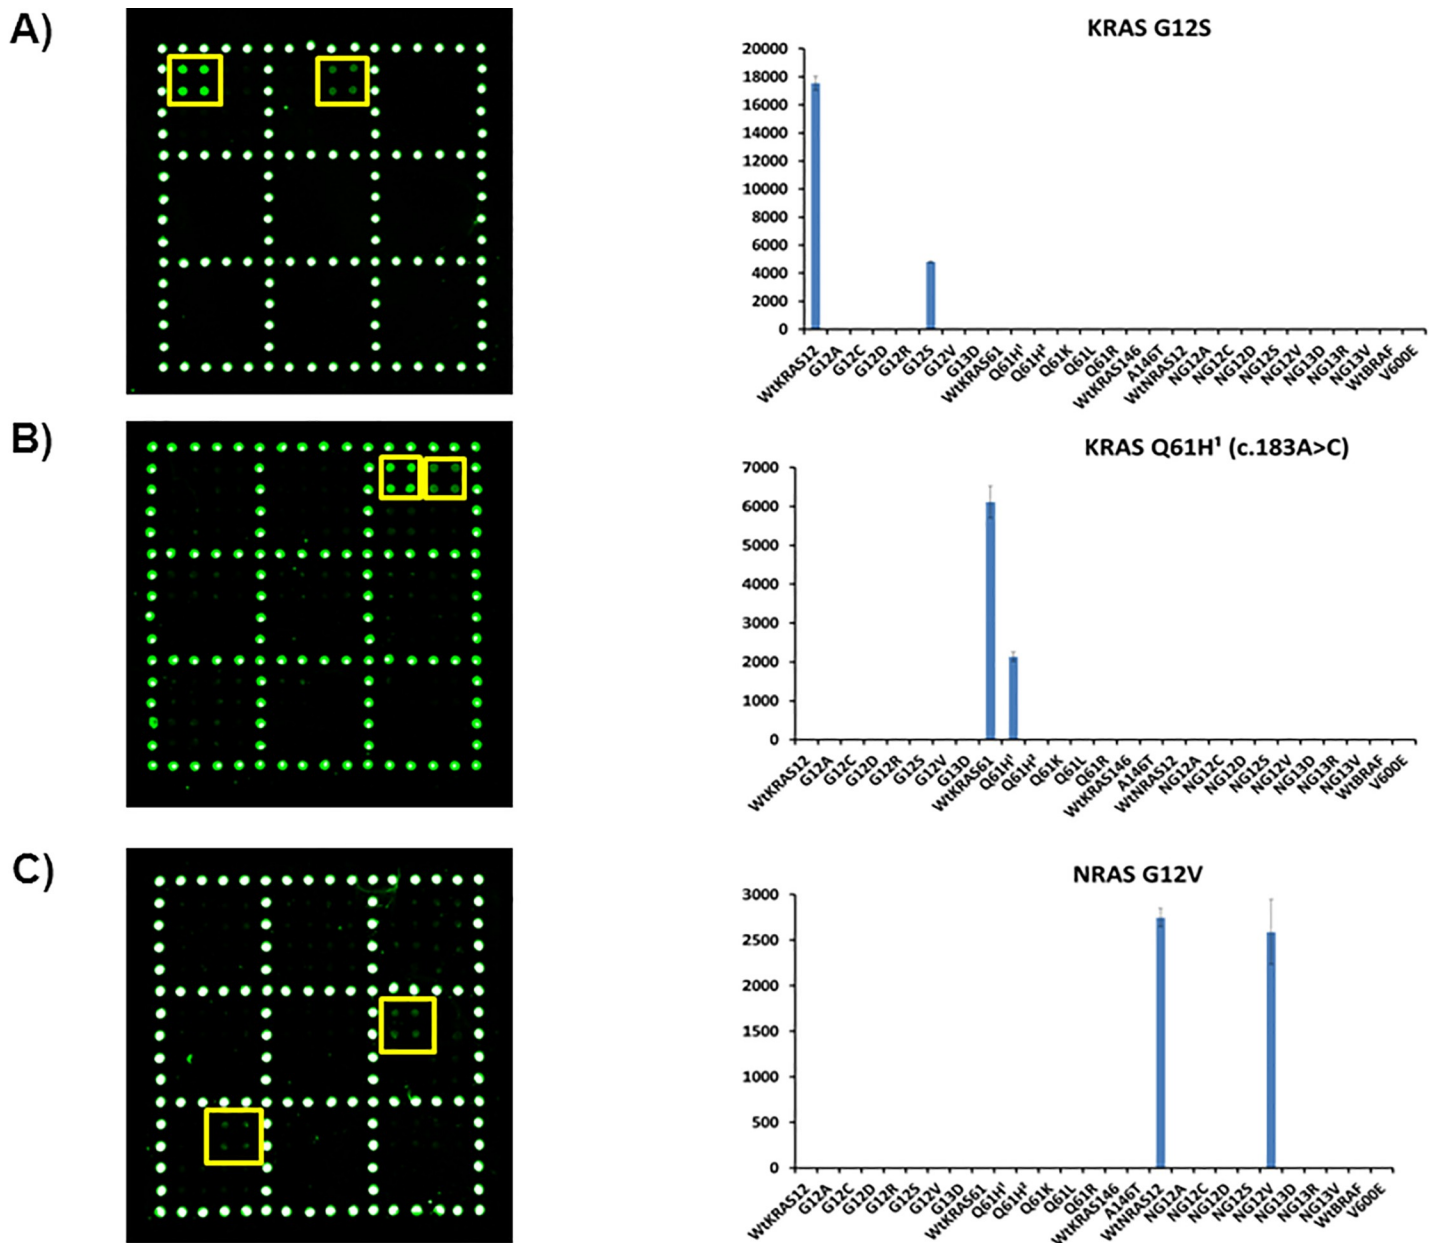 A)
KRAS G12S
20000
18000
16000
14000
12000
10000
8000
6000
4000
2000
0
WtKRAS12 G12A G12C G12D G12R G12S G12V G13D WtKRAS61 Q61H¹ Q61H² Q61K Q61L Q61R WtKRAS146 A146T WtNRAS12 NG12A NG12C NG12D NG12S NG12V NG13D NG13R NG13V WtBRAF V600E
B)
KRAS Q61H¹ (c.183A>C)
7000
6000
5000
4000
3000
2000
1000
0
WtKRAS12 G12A G12C G12D G12R G12S G12V G13D WtKRAS61 Q61H¹ Q61H² Q61K Q61L Q61R WtKRAS146 A146T WtNRAS12 NG12A NG12C NG12D NG12S NG12V NG13D NG13R NG13V WtBRAF V600E
C)
NRAS G12V
3000
2500
2000
1500
1000
500
0
WtKRAS12 G12A G12C G12D G12R G12S G12V G13D WtKRAS61 Q61H¹ Q61H² Q61K Q61L Q61R WtKRAS146 A146T WtNRAS12 NG12A NG12C NG12D NG12S NG12V NG13D NG13R NG13V WtBRAF V600E